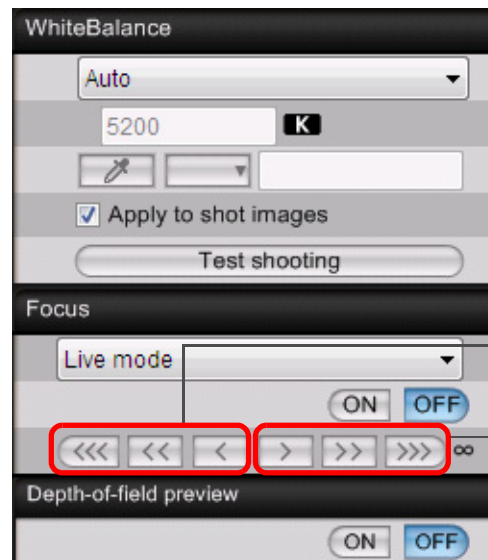 WhiteBalance
Auto
5200 K
Apply to shot images
Test shooting
Focus
Live mode
ON OFF
<<< << < > >> >>> ∞
Depth-of-field preview
ON OFF